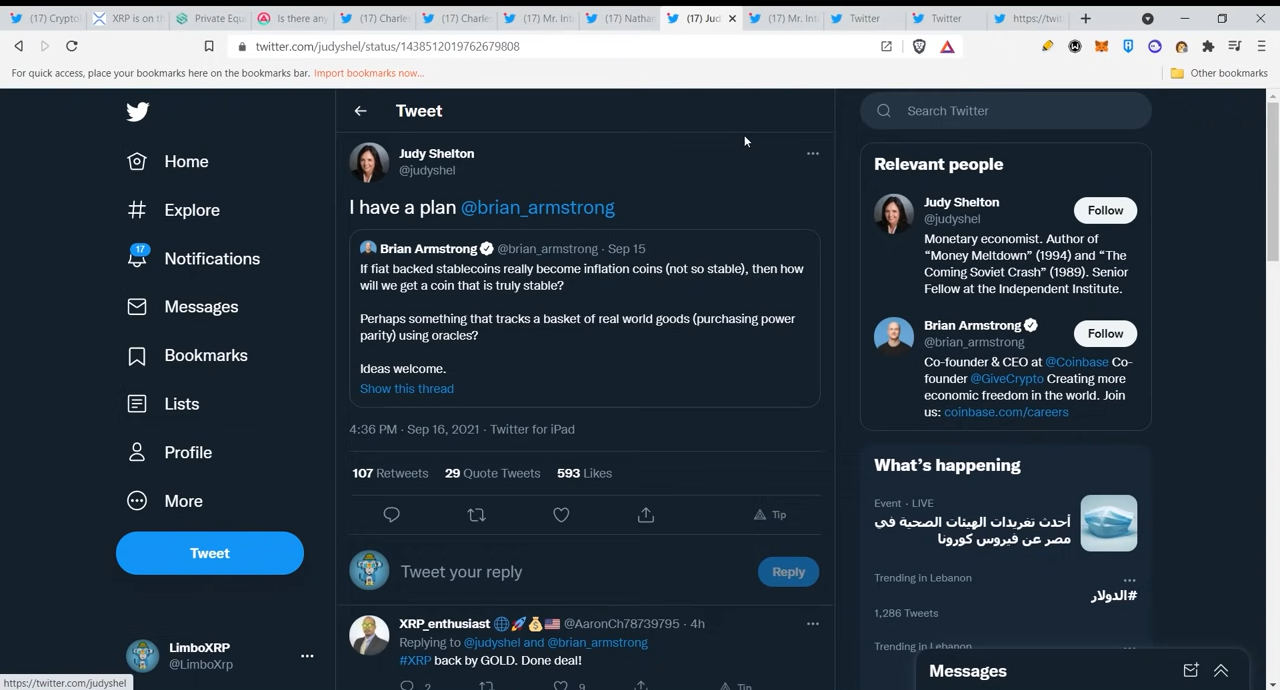 (17) Crypto
XRP is on th
Private Equ
Is there any
(17) Charles
(17) Charles
(17) Mr. Int
(17) Nathan
(17) Jud
(17) Mr. Int
Twitter
Twitter
https://twit
twitter.com/judyshel/status/1438512019762679808
For quick access, place your bookmarks here on the bookmarks bar. Import bookmarks now...
Other bookmarks
Home
Explore
17
Notifications
Messages
Bookmarks
Lists
Profile
More
Tweet
LimboXRP
@LimboXrp
https://twitter.com/judyshel
Tweet
Judy Shelton
@judyshel
I have a plan @brian_armstrong
Brian Armstrong @brian_armstrong · Sep 15
If fiat backed stablecoins really become inflation coins (not so stable), then how
will we get a coin that is truly stable?
Perhaps something that tracks a basket of real world goods (purchasing power
parity) using oracles?
Ideas welcome.
Show this thread
4:36 PM · Sep 16, 2021 · Twitter for iPad
107 Retweets 29 Quote Tweets 593 Likes
Tip
Tweet your reply
Reply
XRP_enthusiast 🌐🚀💰🇺🇸 @AaronCh78739795 · 4h
Replying to @judyshel and @brian_armstrong
#XRP back by GOLD. Done deal!
2 9 Tip
Search Twitter
Relevant people
Judy Shelton
@judyshel
Follow
Monetary economist. Author of
“Money Meltdown” (1994) and “The
Coming Soviet Crash” (1989). Senior
Fellow at the Independent Institute.
Brian Armstrong
@brian_armstrong
Follow
Co-founder & CEO at @Coinbase Co-
founder @GiveCrypto Creating more
economic freedom in the world. Join
us: coinbase.com/careers
What’s happening
Event · LIVE
أحدث تغريدات الهيئات الصحية في
مصر عن فيروس كورونا
Trending in Lebanon
#الدولار
1,286 Tweets
Trending in Lebanon
Messages